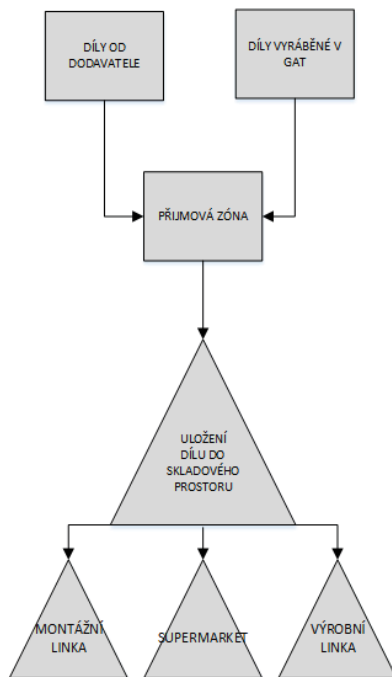 DÍLY OD
DODAVATELE
DÍLY VYRÁBĚNÉ V
GAT
PŘIJMOVÁ ZÓNA
ULOŽENÍ
DÍLU DO
SKLADOVÉHO
PROSTORU
MONTÁŽNÍ
LINKA
SUPERMARKET
VÝROBNÍ
LINKA